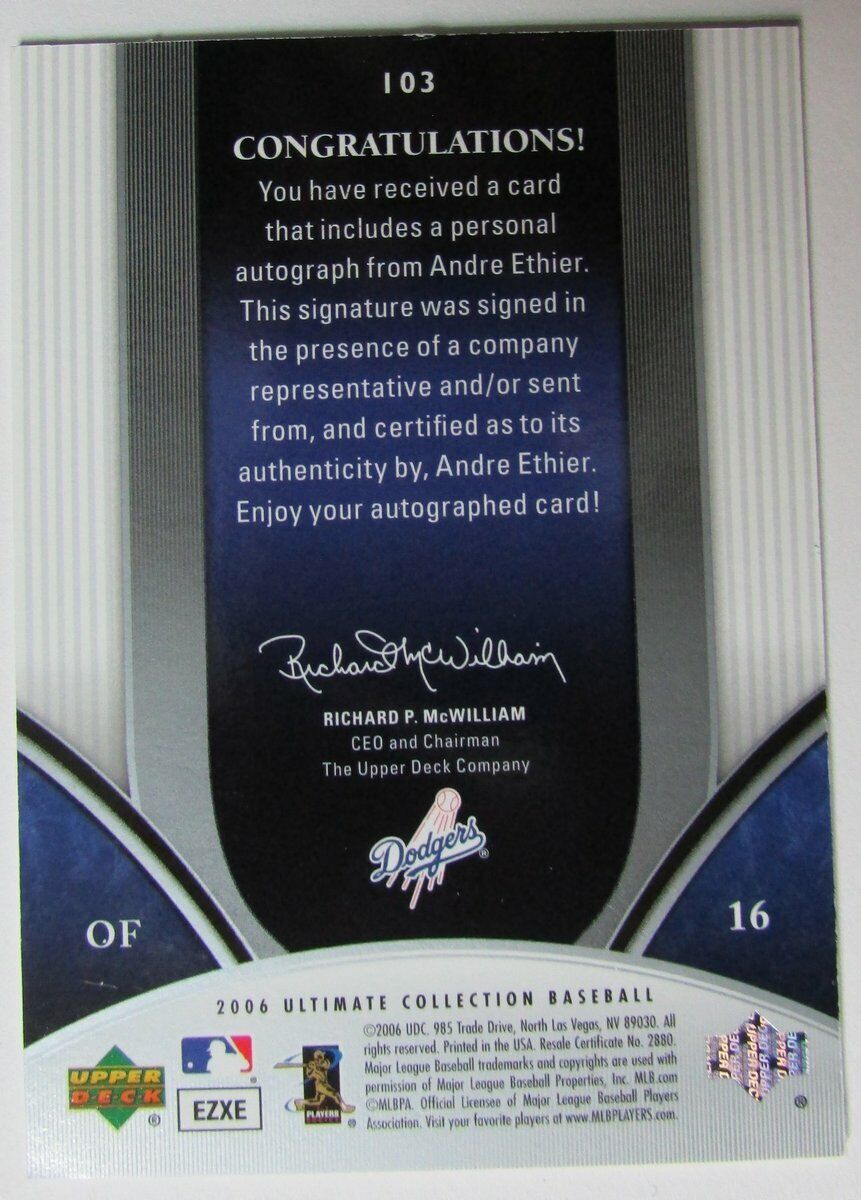 103
CONGRATULATIONS!
You have received a card
that includes a personal
autograph from Andre Ethier.
This signature was signed in
the presence of a company
representative and/or sent
from, and certified as to its
authenticity by, Andre Ethier.
Enjoy your autographed card!
Richard McWilliam
RICHARD P. McWILLIAM
CEO and Chairman
The Upper Deck Company
Dodgers®
OF
16
2006 ULTIMATE COLLECTION BASEBALL
©2006 UDC. 985 Trade Drive, North Las Vegas, NV 89030. All
rights reserved. Printed in the USA. Resale Certificate No. 2880.
Major League Baseball trademarks and copyrights are used with
permission of Major League Baseball Properties, Inc. MLB.com
©MLBPA. Official Licensee of Major League Baseball Players
Association. Visit your favorite players at www.MLBPLAYERS.com.
UPPER
DECK
®
®
EZXE
PLAYERS
®
®